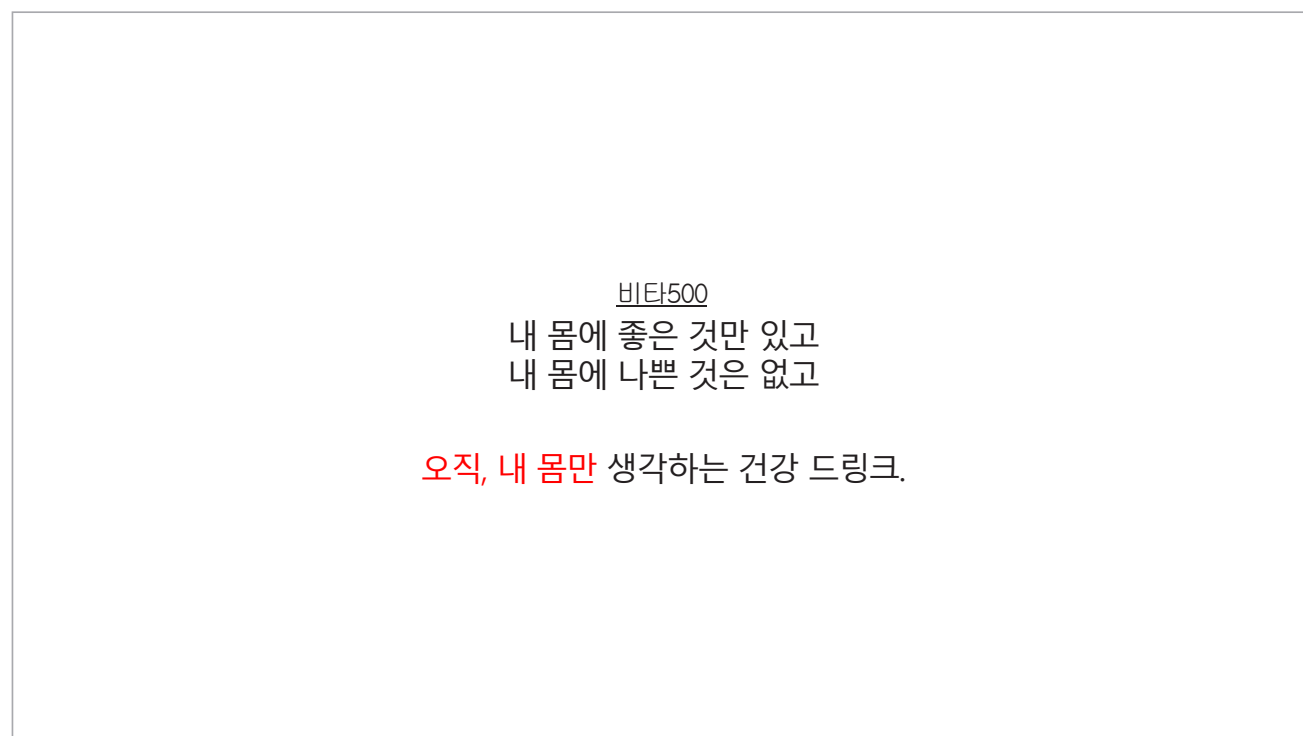 비타500
내 몸에 좋은 것만 있고
내 몸에 나쁜 것은 없고
오직, 내 몸만 생각하는 건강 드링크.